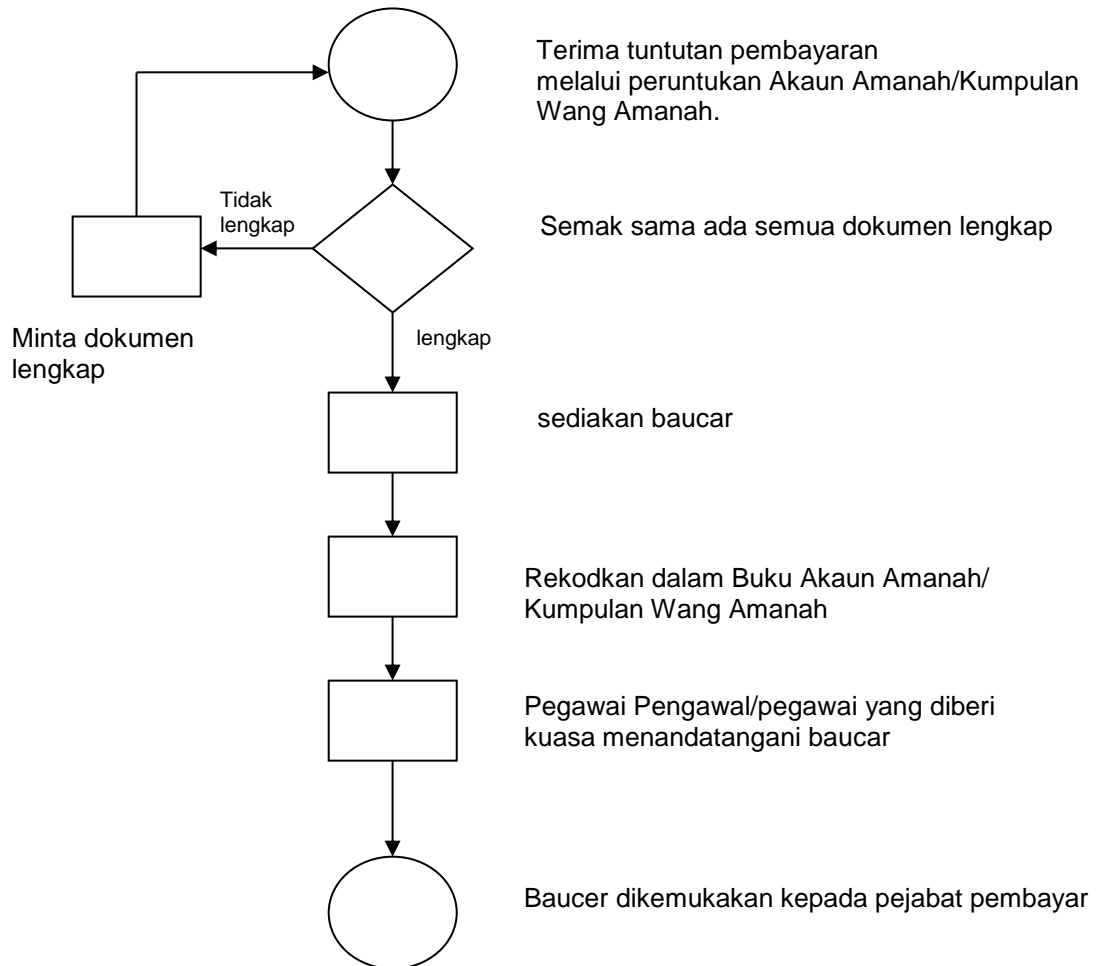 Terima tuntutan pembayaran
melalui peruntukan Akaun Amanah/Kumpulan
Wang Amanah.
Tidak
lengkap
Semak sama ada semua dokumen lengkap
Minta dokumen
lengkap
lengkap
sediakan baucar
Rekodkan dalam Buku Akaun Amanah/
Kumpulan Wang Amanah
Pegawai Pengawal/pegawai yang diberi
kuasa menandatangani baucar
Baucer dikemukakan kepada pejabat pembayar